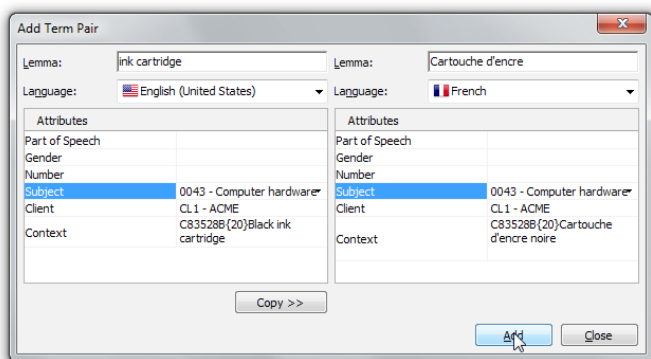 Add Term Pair
Lemma: ink cartridge
Lemma: Cartouche d'encre
Language: English (United States)
Language: French
Attributes
Part of Speech
Gender
Number
Subject 0043 - Computer hardware
Client CL1 - ACME
Context C83528B{20}Black ink
cartridge
Attributes
Part of Speech
Gender
Number
Subject 0043 - Computer hardware
Client CL1 - ACME
Context C83528B{20}Cartouche
d'encre noire
Copy >>
Add
Close